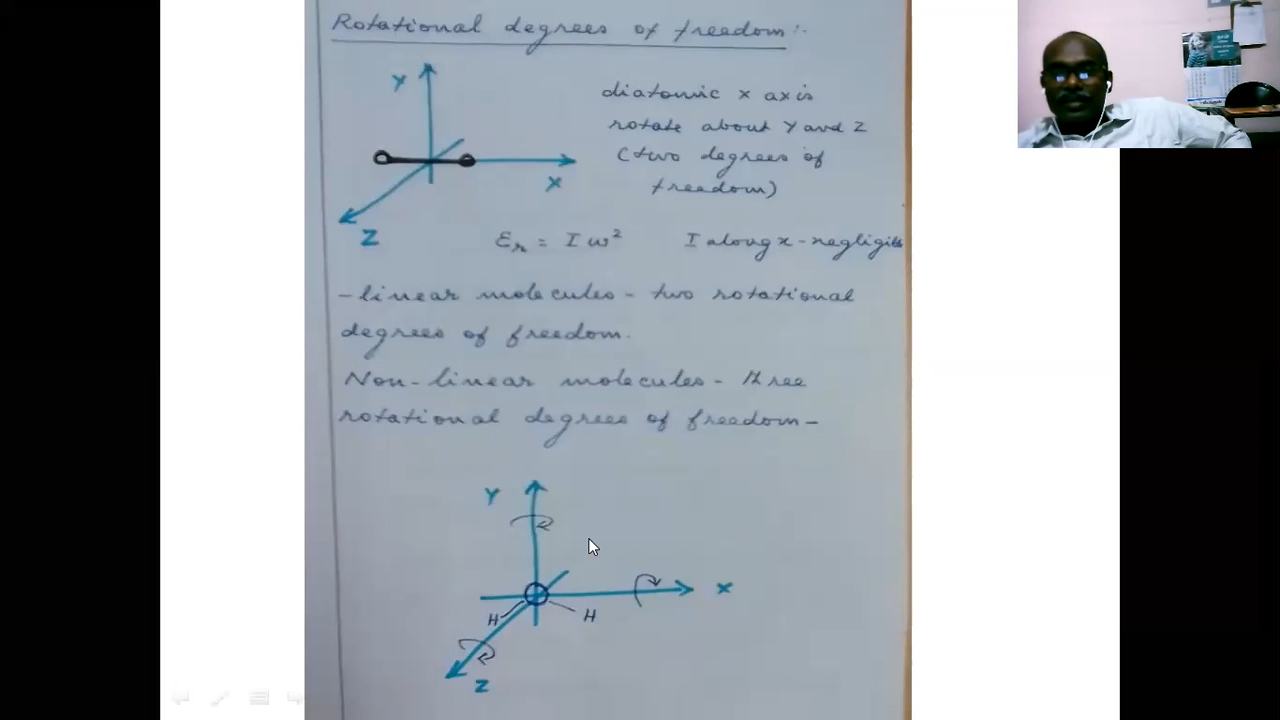 Rotational degrees of freedom:-
Y
diatomic x axis
rotate about Y and Z
(two degrees of
freedom)
X
Z
Er = I ω²
I along x - negligible
- linear molecules - two rotational
degrees of freedom.
Non-linear molecules - three
rotational degrees of freedom -
Y
X
H
H
Z